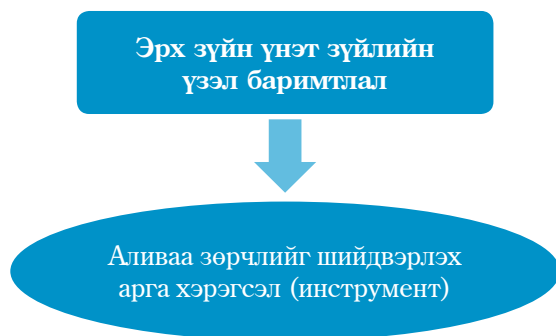 Эрх зүйн үнэт зүйлийн
үзэл баримтлал
Аливаа зөрчлийг шийдвэрлэх
арга хэрэгсэл (инструмент)